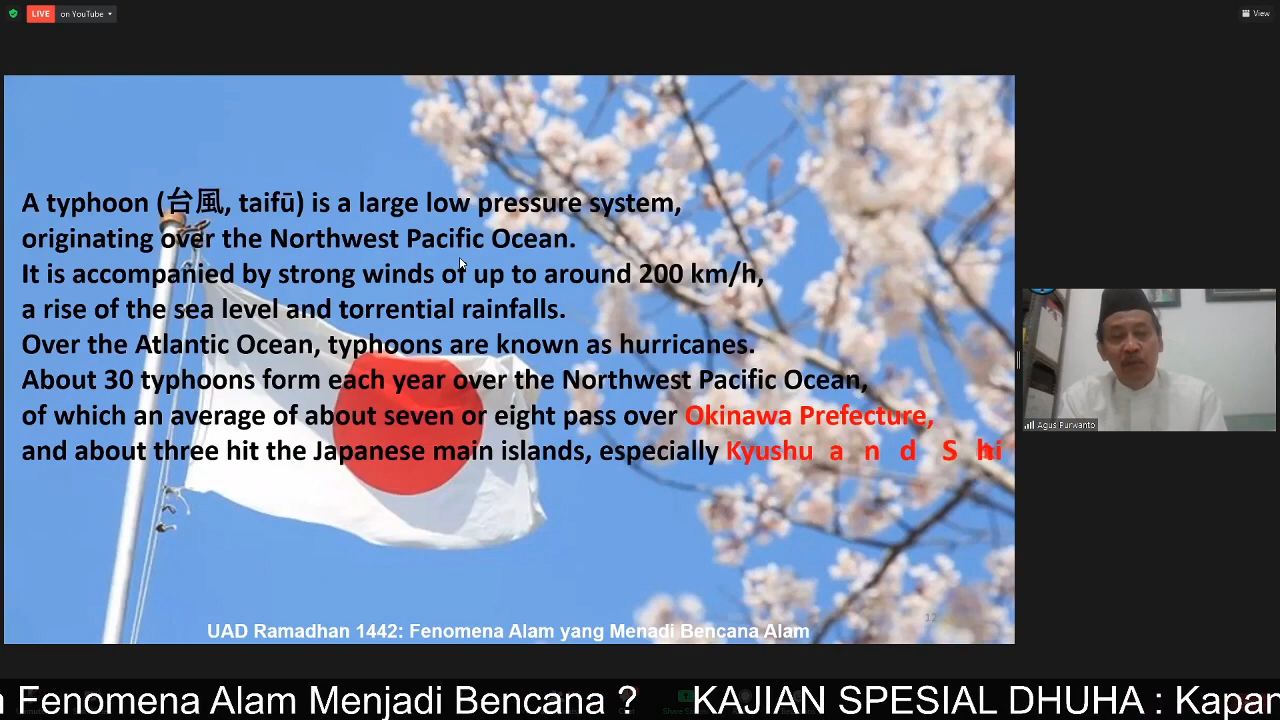 LIVE on YouTube
View
A typhoon (台風, taifū) is a large low pressure system,
originating over the Northwest Pacific Ocean.
It is accompanied by strong winds of up to around 200 km/h,
a rise of the sea level and torrential rainfalls.
Over the Atlantic Ocean, typhoons are known as hurricanes.
About 30 typhoons form each year over the Northwest Pacific Ocean,
of which an average of about seven or eight pass over Okinawa Prefecture,
and about three hit the Japanese main islands, especially Kyushu a n d S hi
Agus Purwanto
12
UAD Ramadhan 1442: Fenomena Alam yang Menadi Bencana Alam
Fenomena Alam Menjadi Bencana ? KAJIAN SPESIAL DHUHA : Kapan